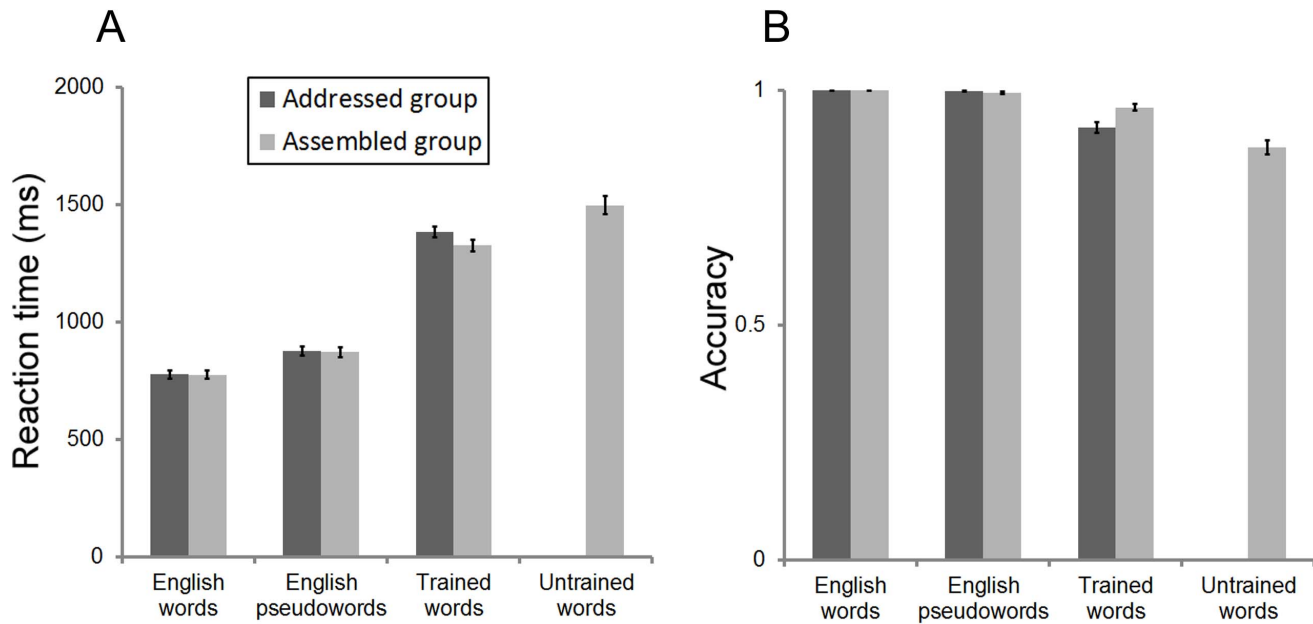 A
Reaction time (ms)
2000
1500
1000
500
0
Addressed group
Assembled group
English words
English pseudowords
Trained words
Untrained words
B
Accuracy
1
0.5
0
English words
English pseudowords
Trained words
Untrained words